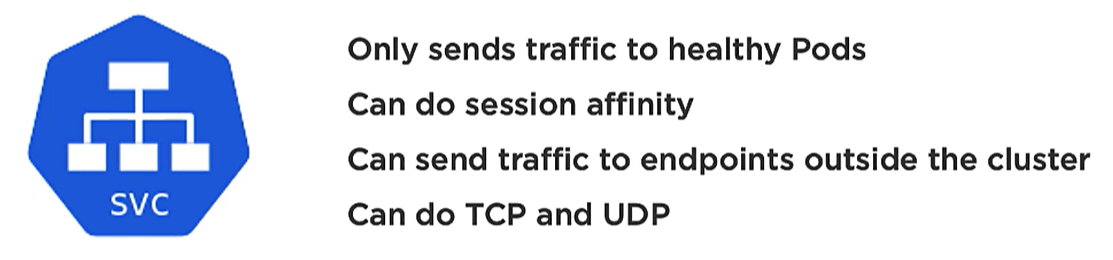 Only sends traffic to healthy Pods
Can do session affinity
Can send traffic to endpoints outside the cluster
Can do TCP and UDP
SVC